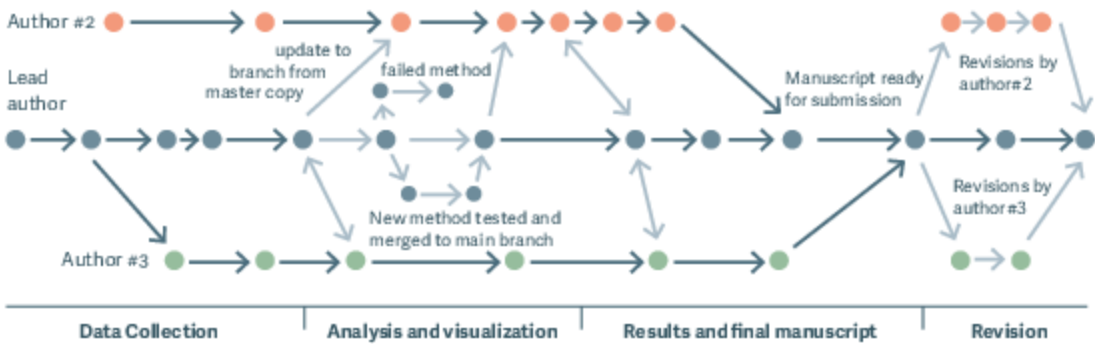 Author #2
update to
branch from
master copy
failed method
Lead
author
Manuscript ready
for submission
Revisions by
author#2
New method tested and
merged to main branch
Revisions by
author#3
Author #3
Data Collection
Analysis and visualization
Results and final manuscript
Revision